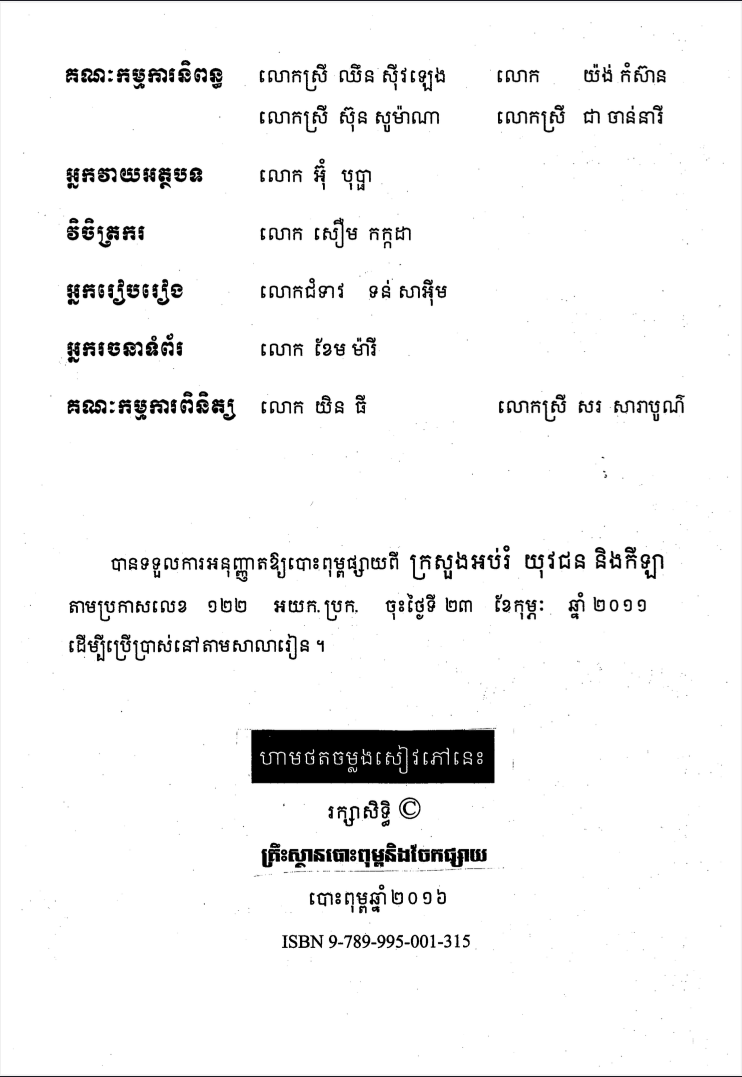 គណៈកម្មការនិពន្ធ លោកស្រី ឈឺន ស៊ីវឡេង លោក យ៉ង់ កំស៊ាន
លោកស្រី ស៊ុន សូម៉ាណា លោកស្រី ជា ចាន់នារី
អ្នកវាយអត្ថបទ លោក អ៊ុំ បុប្ផា
វិចិត្រករ លោក សឿម កក្កដា
អ្នករៀបរៀង លោកជំទាវ ទន់ សាអ៊ីម
អ្នករចនាទំព័រ លោក ខែម ម៉ារី
គណៈកម្មការពិនិត្យ លោក យិន ធី លោកស្រី សរ សារាបូណ៌
បានទទួលការអនុញ្ញាតឱ្យបោះពុម្ពផ្សាយពី ក្រសួងអប់រំ យុវជន និងកីឡា
តាមប្រកាសលេខ ១២២ អយក.ប្រក. ចុះថ្ងៃទី ២៣ ខែកុម្ភៈ ឆ្នាំ ២០១១
ដើម្បីប្រើប្រាស់នៅតាមសាលារៀន ។
ហាមថតចម្លងសៀវភៅនេះ
រក្សាសិទ្ធិ ©
គ្រឹះស្ថានបោះពុម្ពនិងចែកផ្សាយ
បោះពុម្ពឆ្នាំ២០១៦
ISBN 9-789-995-001-315